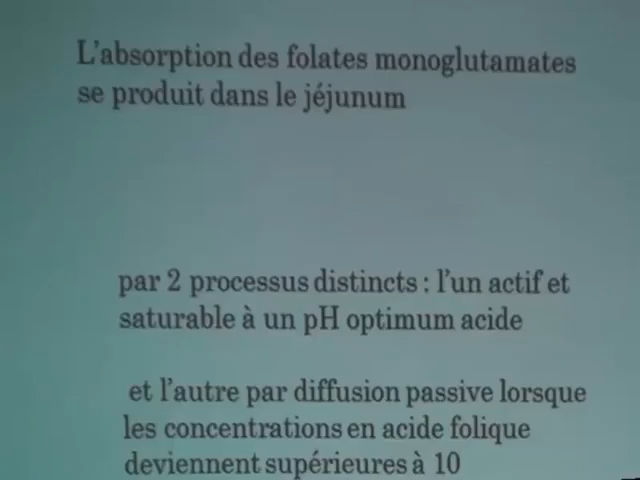 L'absorption des folates monoglutamates
se produit dans le jéjunum
par 2 processus distincts : l'un actif et
saturable à un pH optimum acide
et l'autre par diffusion passive lorsque
les concentrations en acide folique
deviennent supérieures à 10